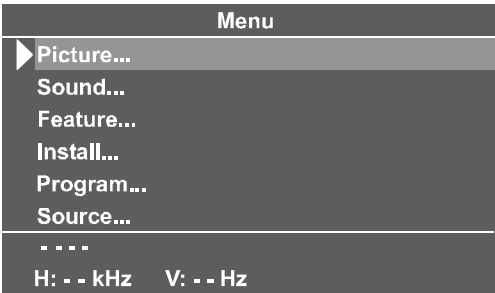 Menu
Picture...
Sound...
Feature...
Install...
Program...
Source...
- - - -
H: - - kHz V: - - Hz